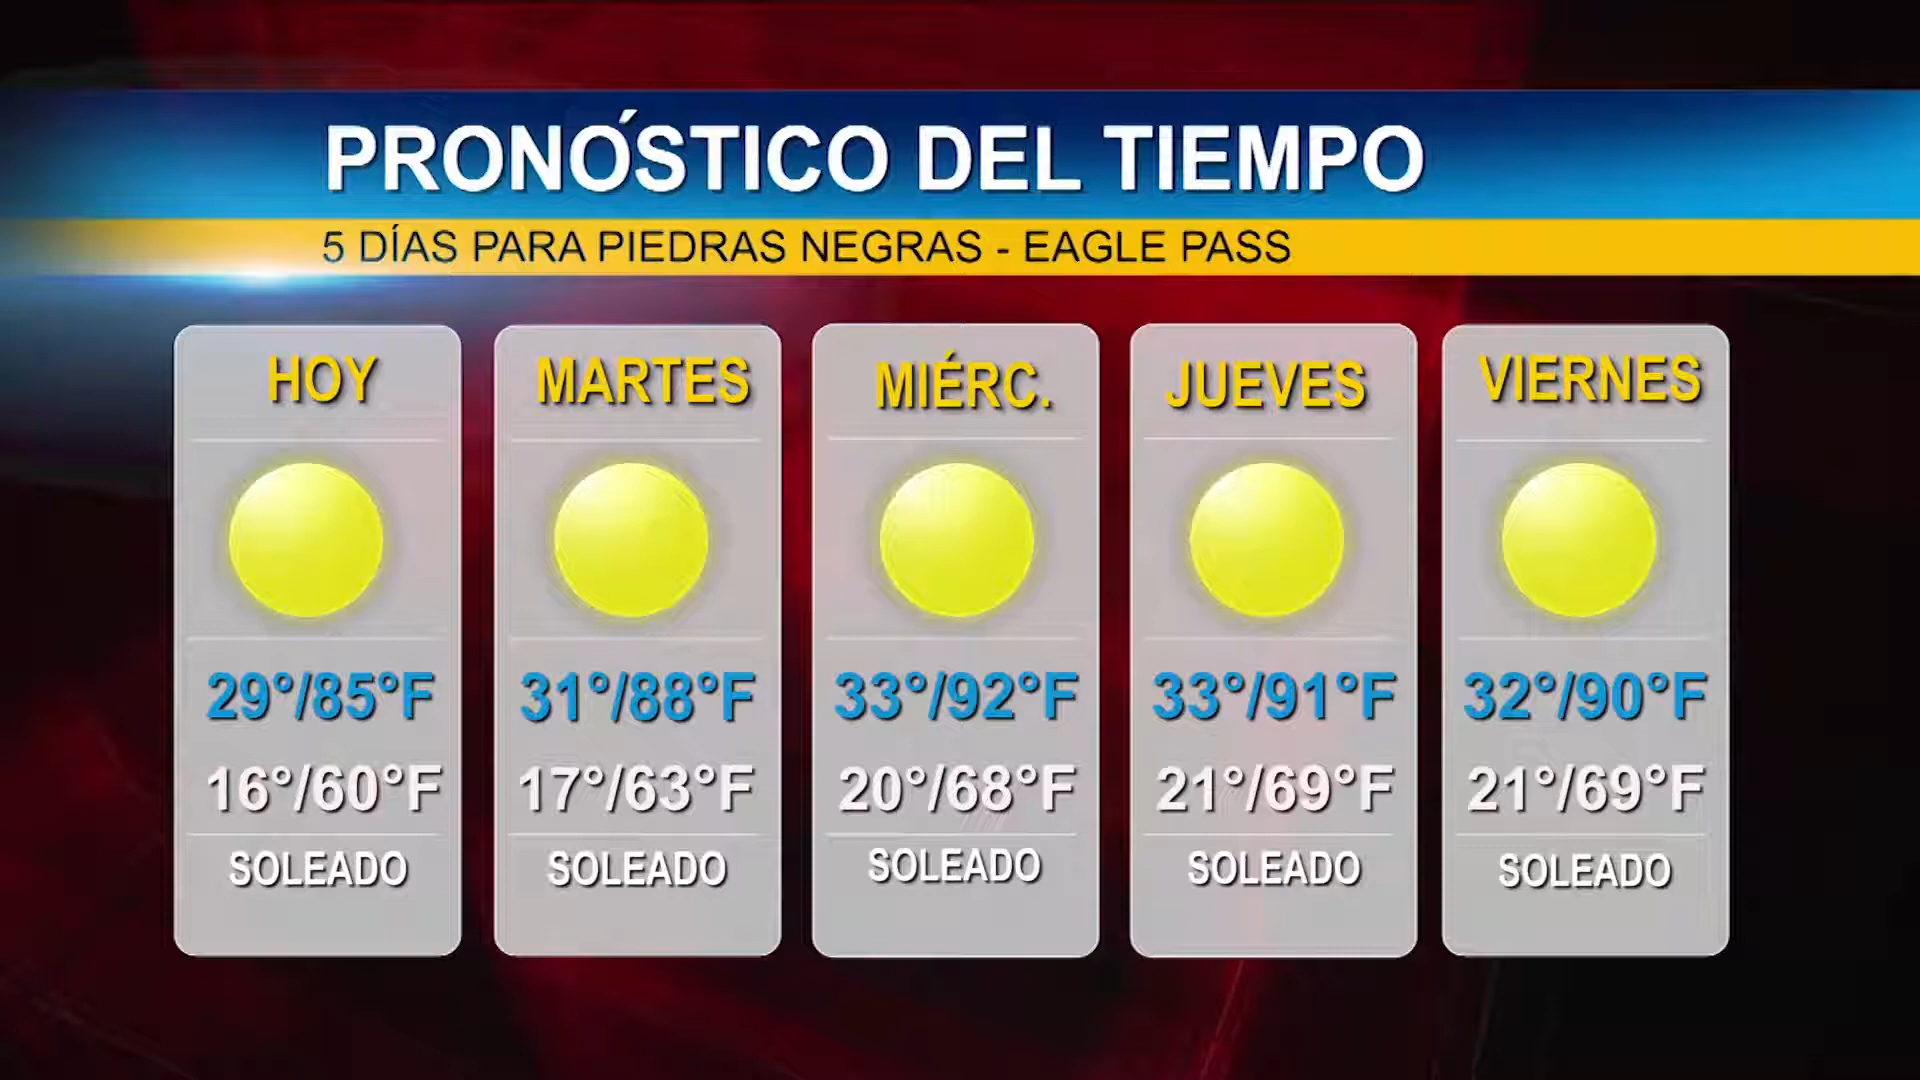 PRONÓSTICO DEL TIEMPO
5 DÍAS PARA PIEDRAS NEGRAS - EAGLE PASS
HOY
29°/85°F
16°/60°F
SOLEADO
MARTES
31°/88°F
17°/63°F
SOLEADO
MIÉRC.
33°/92°F
20°/68°F
SOLEADO
JUEVES
33°/91°F
21°/69°F
SOLEADO
VIERNES
32°/90°F
21°/69°F
SOLEADO